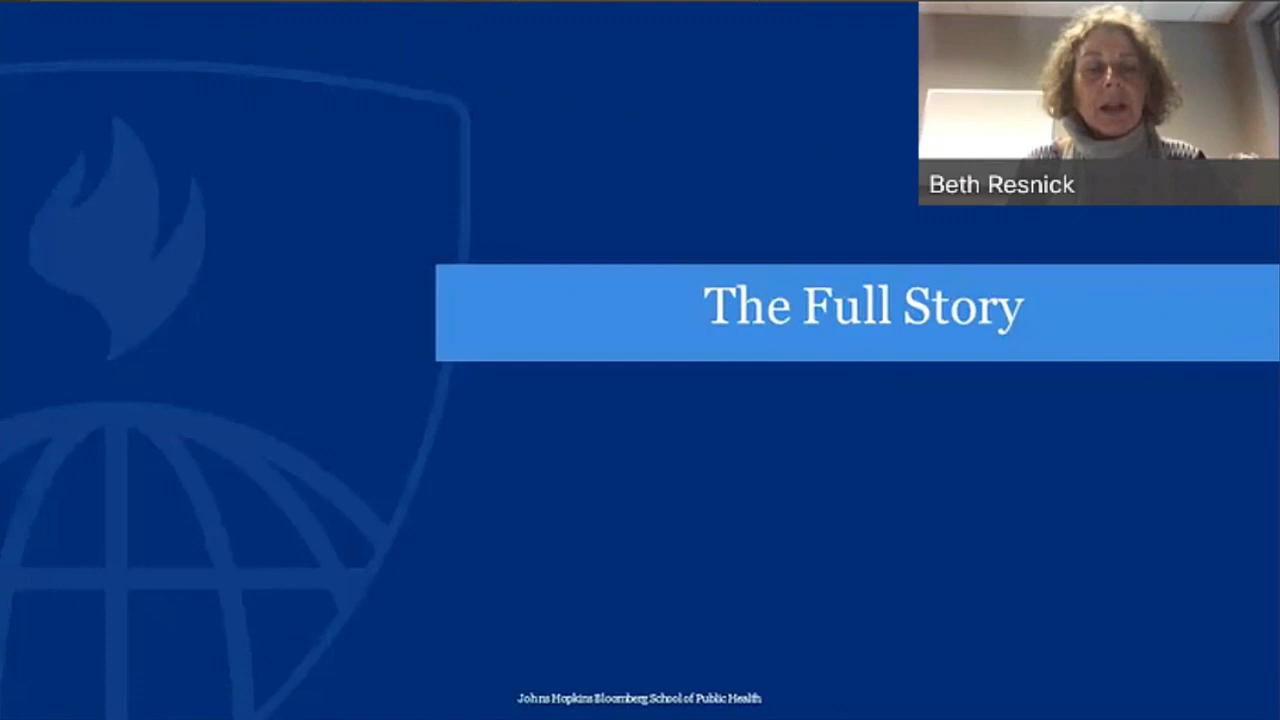 Beth Resnick
The Full Story
Johns Hopkins Bloomberg School of Public Health